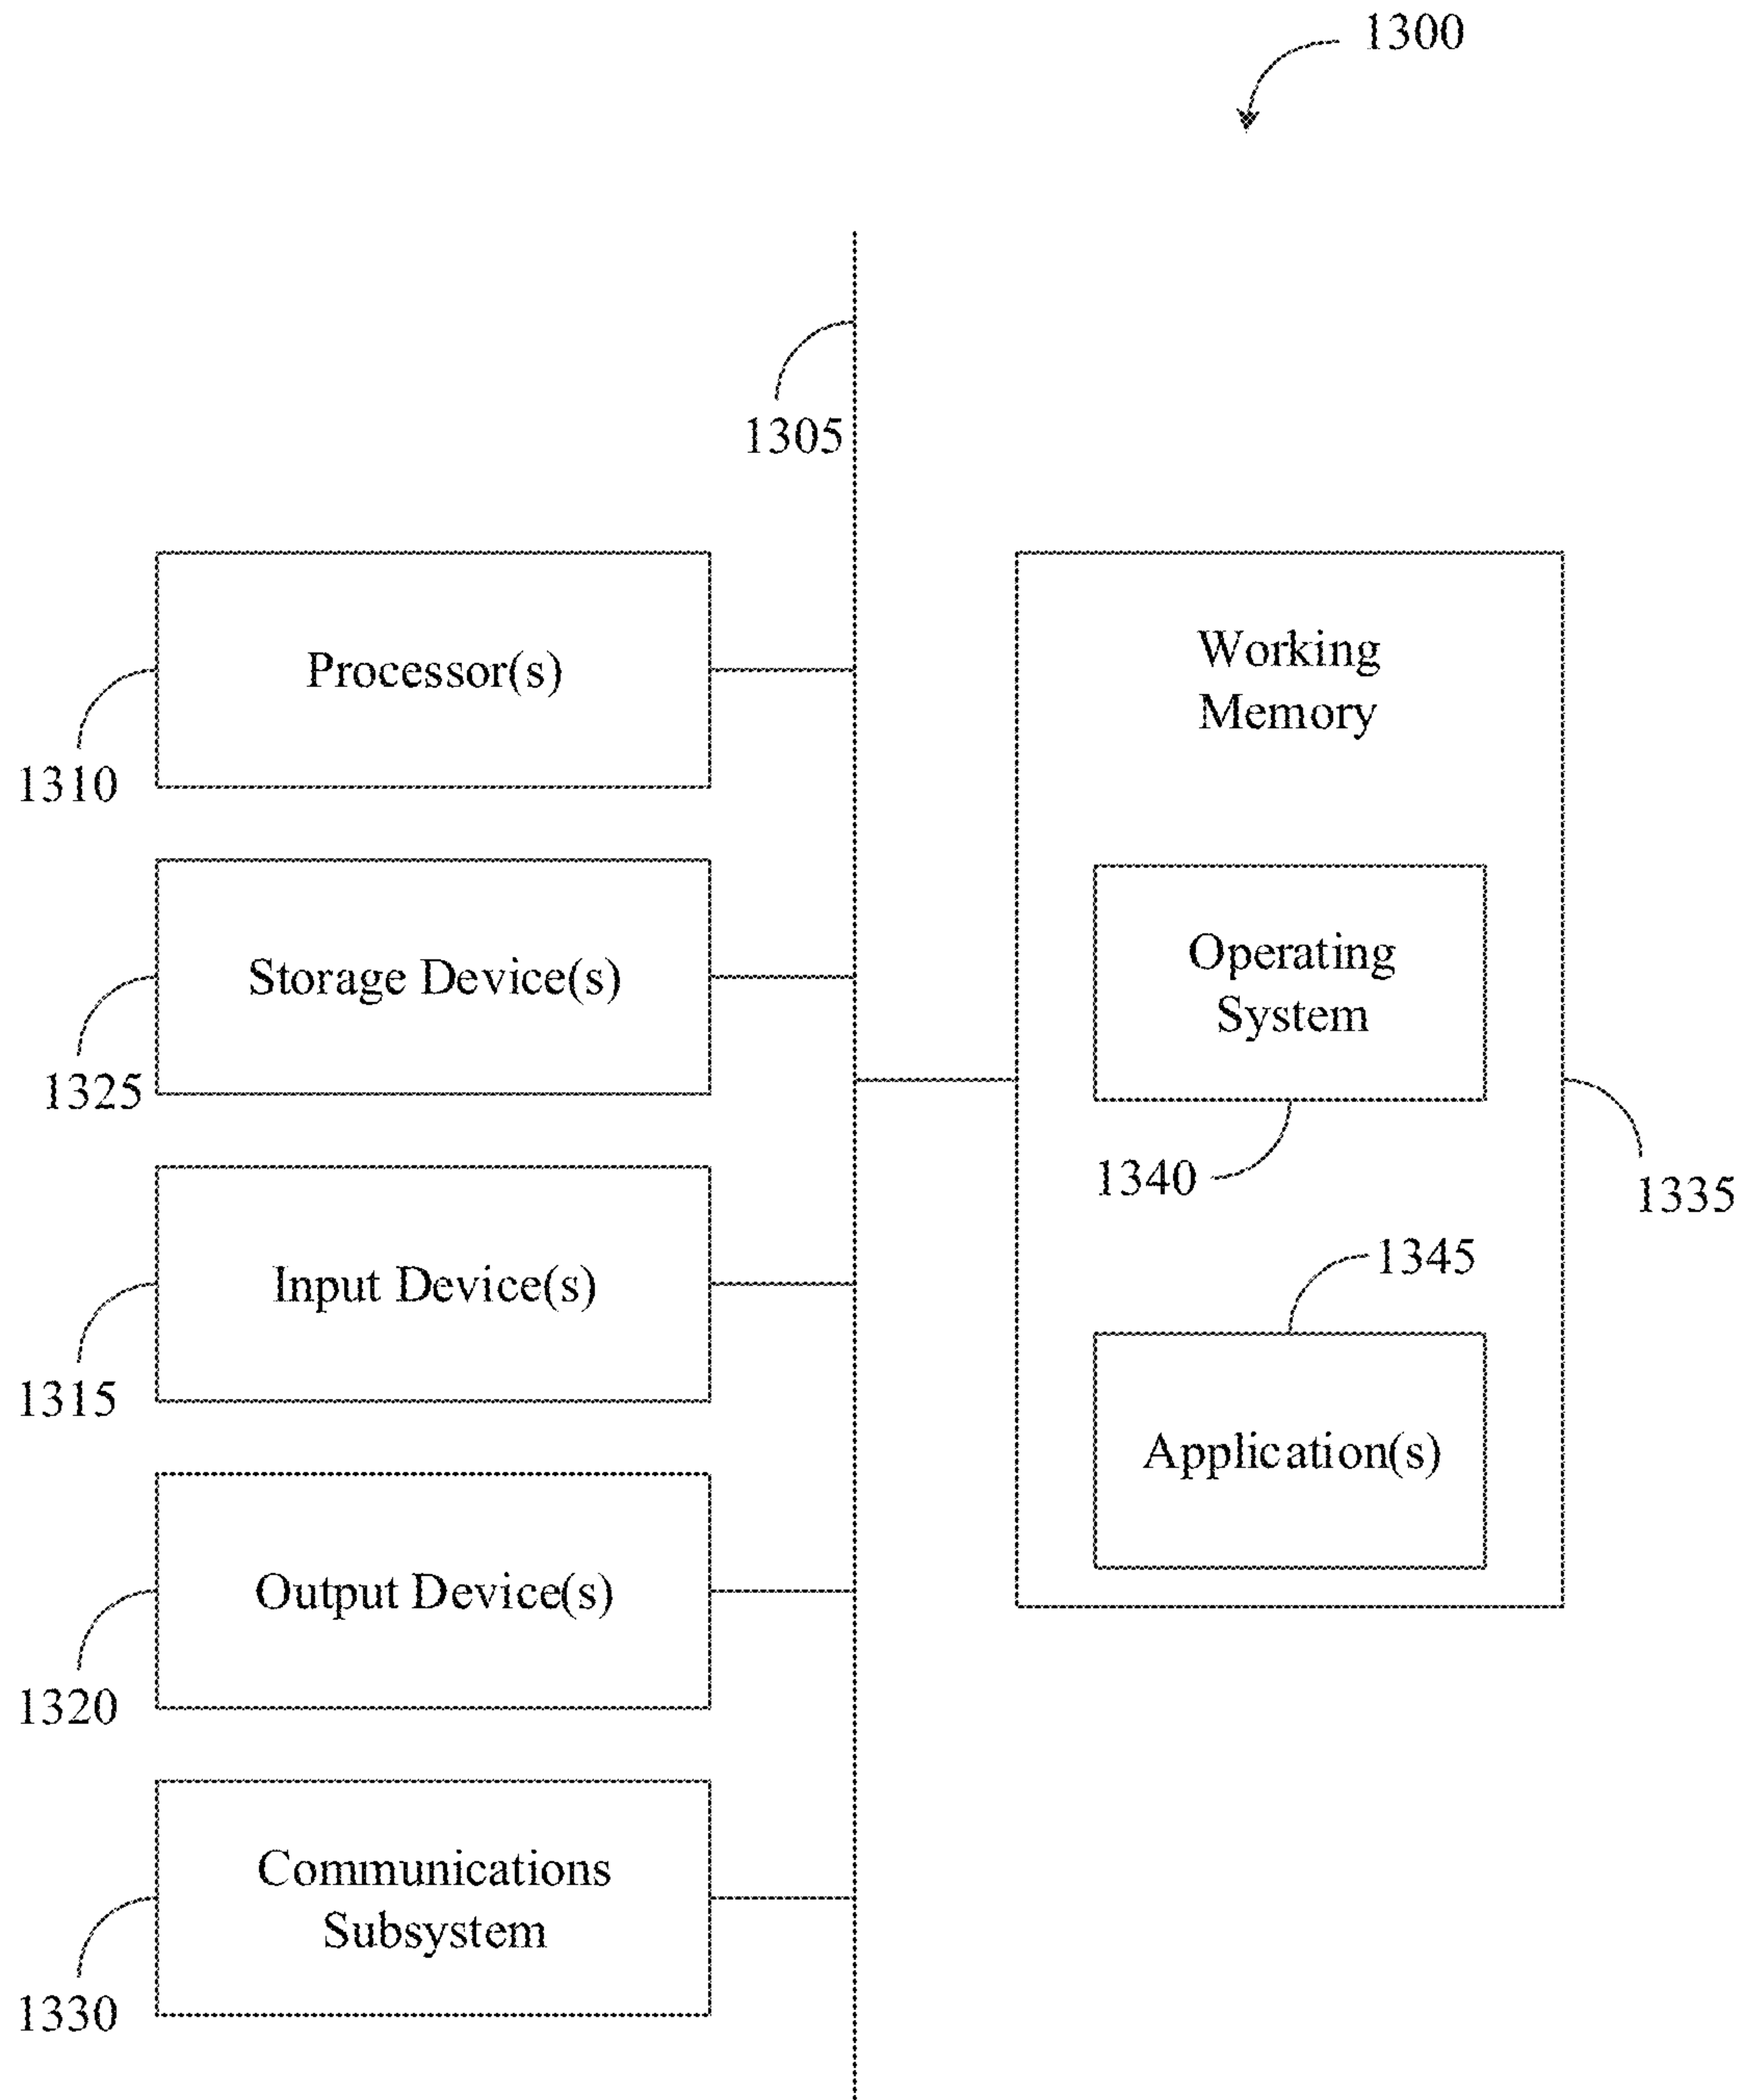 1300
1305
Processor(s)
1310
Storage Device(s)
1325
Input Device(s)
1315
Output Device(s)
1320
Communications
Subsystem
1330
Working
Memory
Operating
System
1340
1335
1345
Application(s)